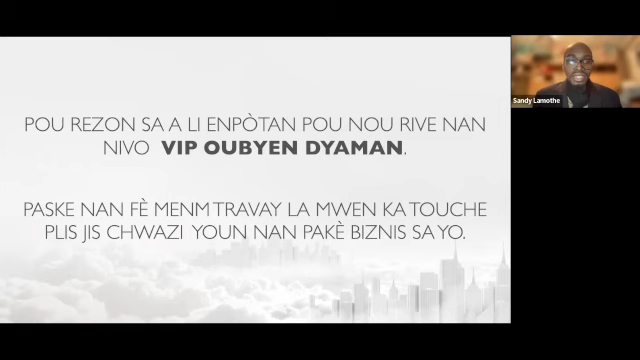 POU REZON SA A LI ENPÒTAN POU NOU RIVE NAN
NIVO VIP OUBYEN DYAMAN.
PASKE NAN FÈ MENM TRAVAY LA MWEN KA TOUCHE
PLIS JIS CHWAZI YOUN NAN PAKÈ BIZNIS SA YO.
Sandy Lamothe